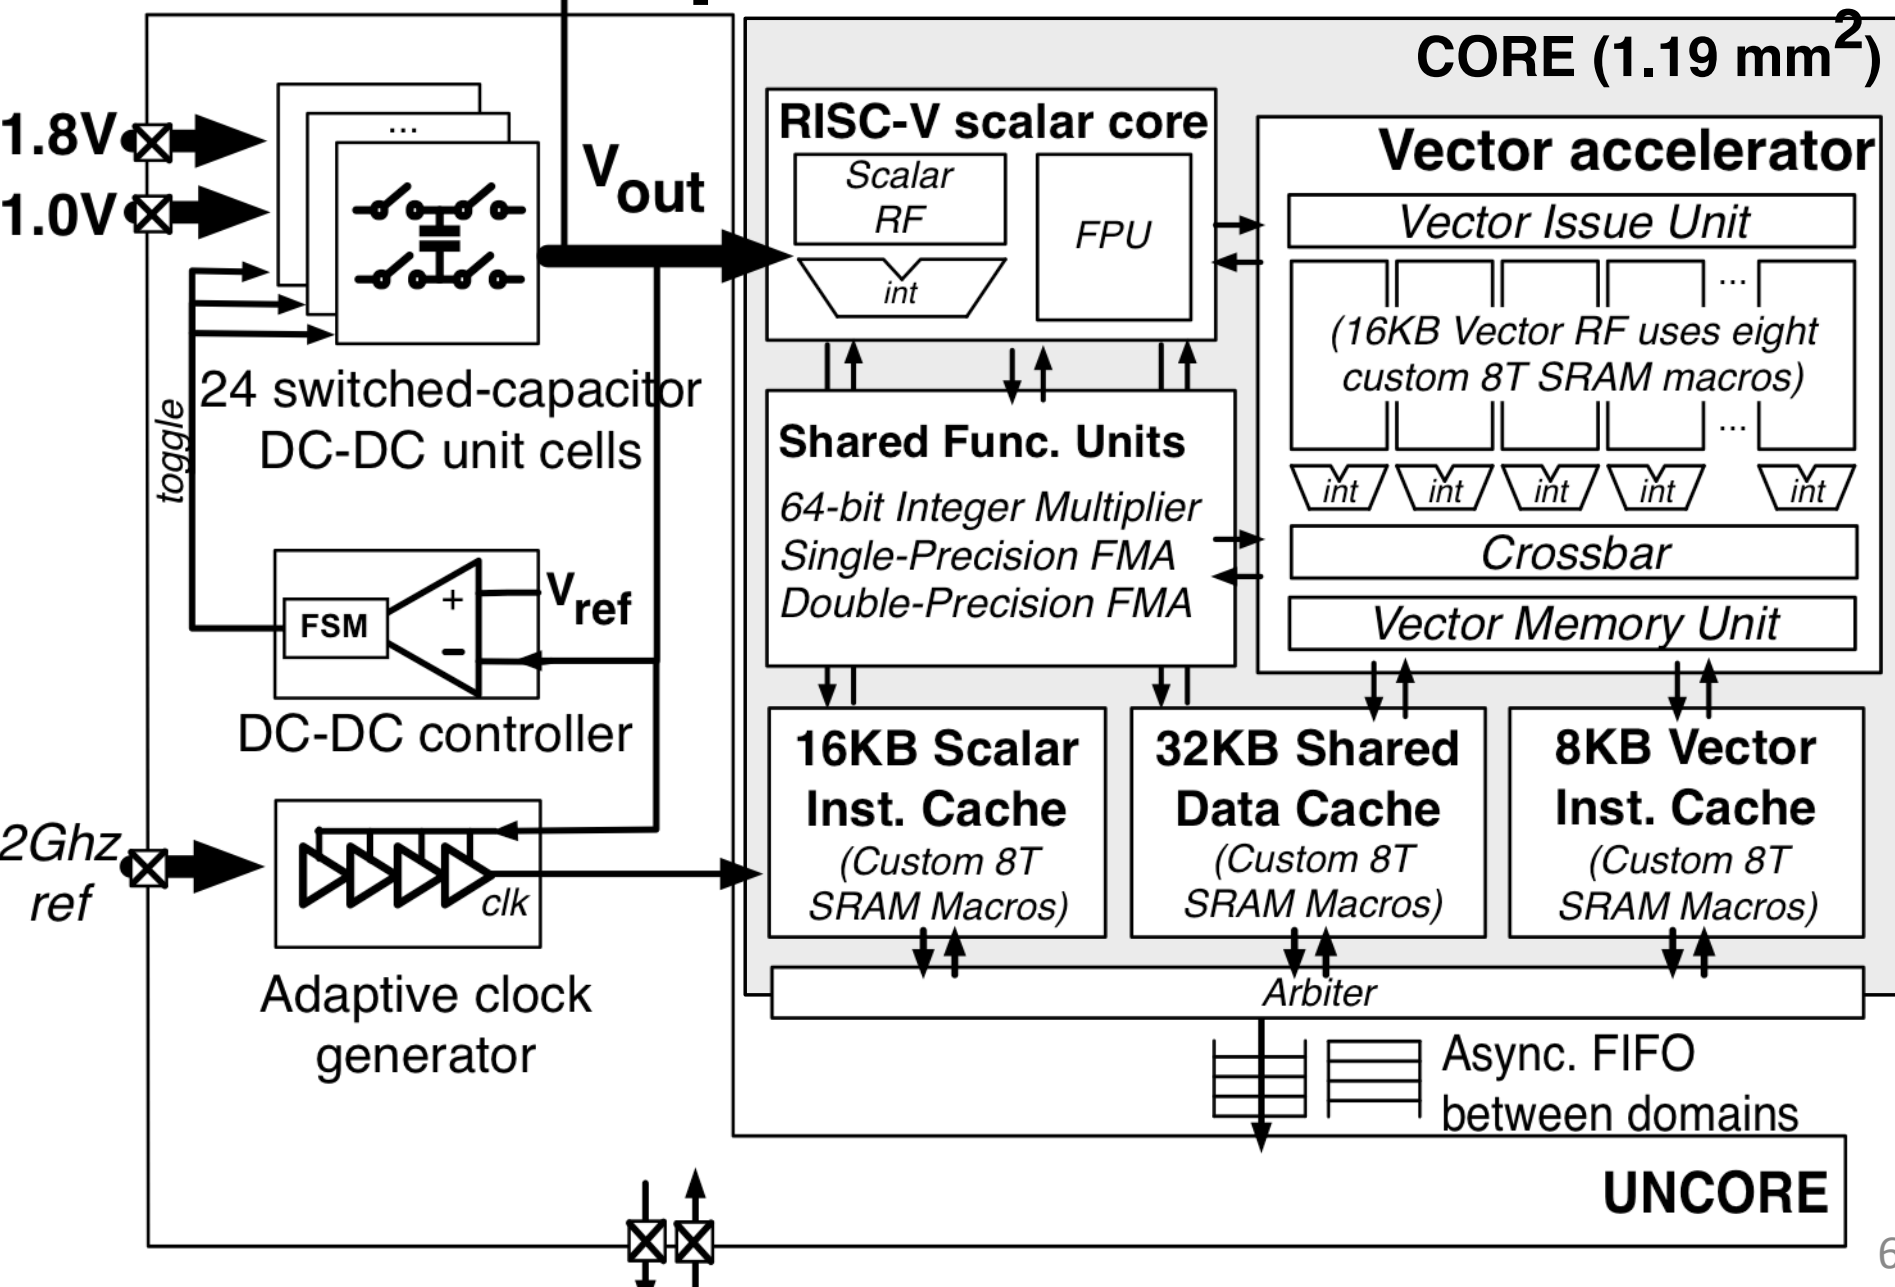 CORE (1.19 mm2)
1.8V
1.0V
...
Vout
24 switched-capacitor
DC-DC unit cells
toggle
FSM
+
-
Vref
DC-DC controller
2Ghz
ref
clk
Adaptive clock
generator
RISC-V scalar core
Scalar
RF
int
FPU
Shared Func. Units
64-bit Integer Multiplier
Single-Precision FMA
Double-Precision FMA
Vector accelerator
Vector Issue Unit
...
(16KB Vector RF uses eight
custom 8T SRAM macros)
...
int int int int int
Crossbar
Vector Memory Unit
16KB Scalar
Inst. Cache
(Custom 8T
SRAM Macros)
32KB Shared
Data Cache
(Custom 8T
SRAM Macros)
8KB Vector
Inst. Cache
(Custom 8T
SRAM Macros)
Arbiter
Async. FIFO
between domains
UNCORE
6